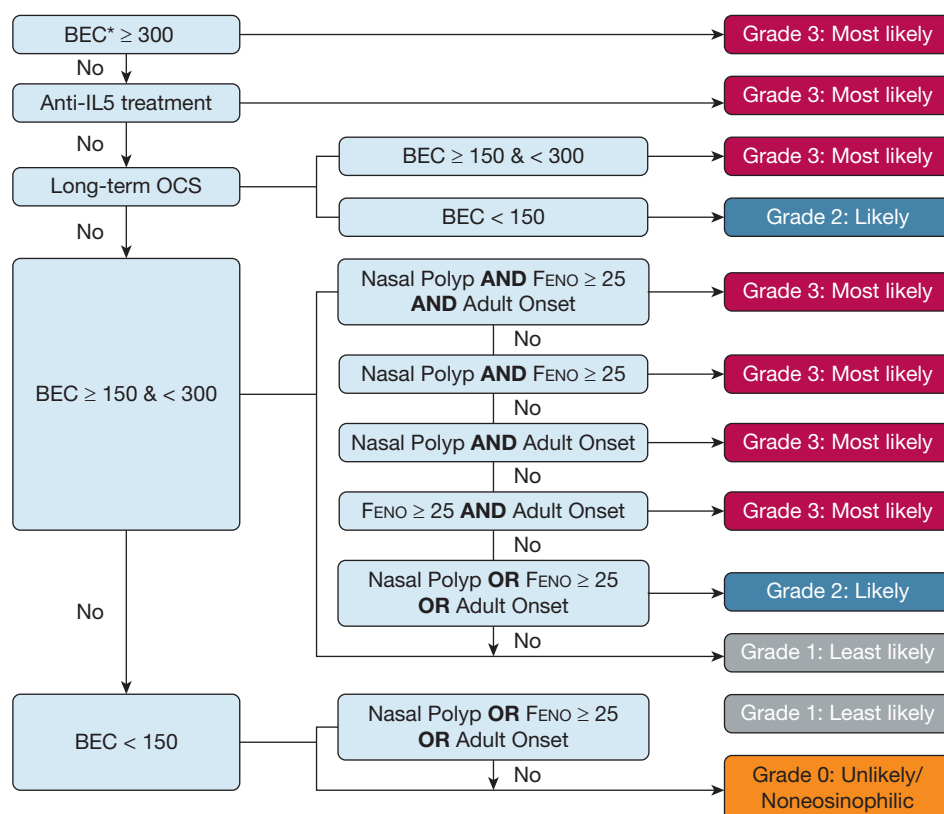 BEC* ≥ 300
Grade 3: Most likely
No
Anti-IL5 treatment
Grade 3: Most likely
No
Long-term OCS
BEC ≥ 150 & < 300
Grade 3: Most likely
BEC < 150
Grade 2: Likely
No
BEC ≥ 150 & < 300
Nasal Polyp AND FENO ≥ 25
AND Adult Onset
Grade 3: Most likely
No
Nasal Polyp AND FENO ≥ 25
Grade 3: Most likely
No
Nasal Polyp AND Adult Onset
Grade 3: Most likely
No
FENO ≥ 25 AND Adult Onset
Grade 3: Most likely
No
Nasal Polyp OR FENO ≥ 25
OR Adult Onset
Grade 2: Likely
No
Grade 1: Least likely
No
BEC < 150
Nasal Polyp OR FENO ≥ 25
OR Adult Onset
Grade 1: Least likely
No
Grade 0: Unlikely/
Noneosinophilic